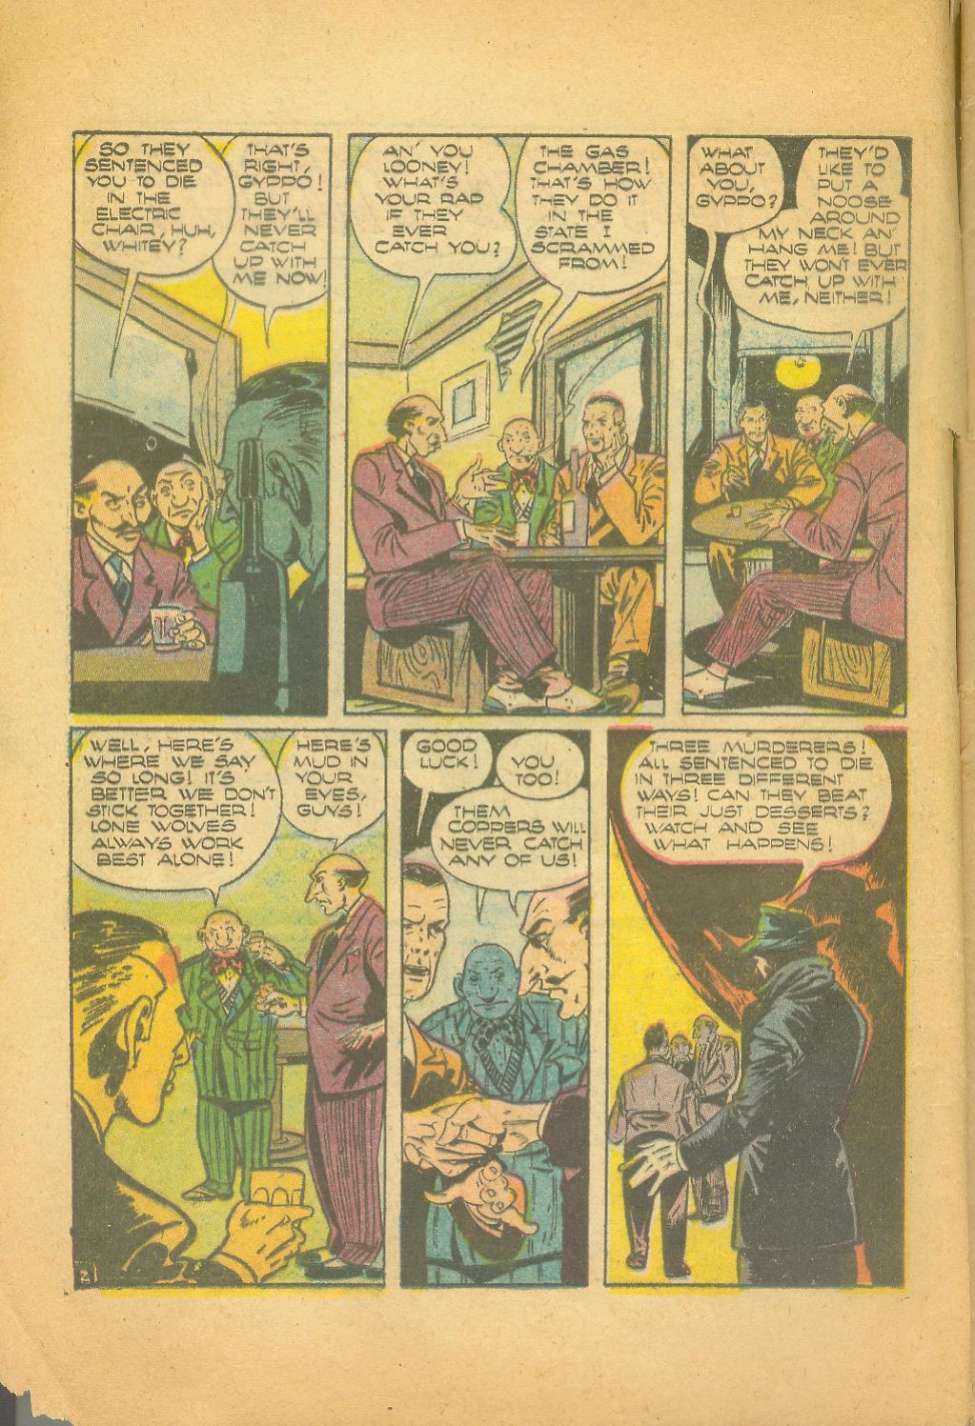 SO THEY
SENTENCED
YOU TO DIE
IN THE
ELECTRIC
CHAIR, HUH,
WHITEY?
THAT'S
RIGHT,
GYPPO!
BUT
THEY'LL
NEVER
CATCH
UP WITH
ME NOW!
AN' YOU
LOONEY!
WHAT'S
YOUR RAP
IF THEY
EVER
CATCH YOU?
THE GAS
CHAMBER!
THAT'S HOW
THEY DO IT
IN THE
STATE I
SCRAMMED
FROM!
WHAT
ABOUT
YOU,
GYPPO?
THEY'D
LIKE TO
PUT A
NOOSE
AROUND
MY NECK AN'
HANG ME! BUT
THEY WON'T EVER
CATCH UP WITH
ME, NEITHER!
WELL, HERE'S
WHERE WE SAY
SO LONG! IT'S
BETTER WE DON'T
STICK TOGETHER!
LONE WOLVES
ALWAYS WORK
BEST ALONE!
HERE'S
MUD IN
YOUR
EYES,
GUYS!
GOOD
LUCK!
YOU
TOO!
THEM
COPPERS WILL
NEVER CATCH
ANY OF US!
THREE MURDERERS!
ALL SENTENCED TO DIE
IN THREE DIFFERENT
WAYS! CAN THEY BEAT
THEIR JUST DESSERTS?
WATCH AND SEE
WHAT HAPPENS!
2